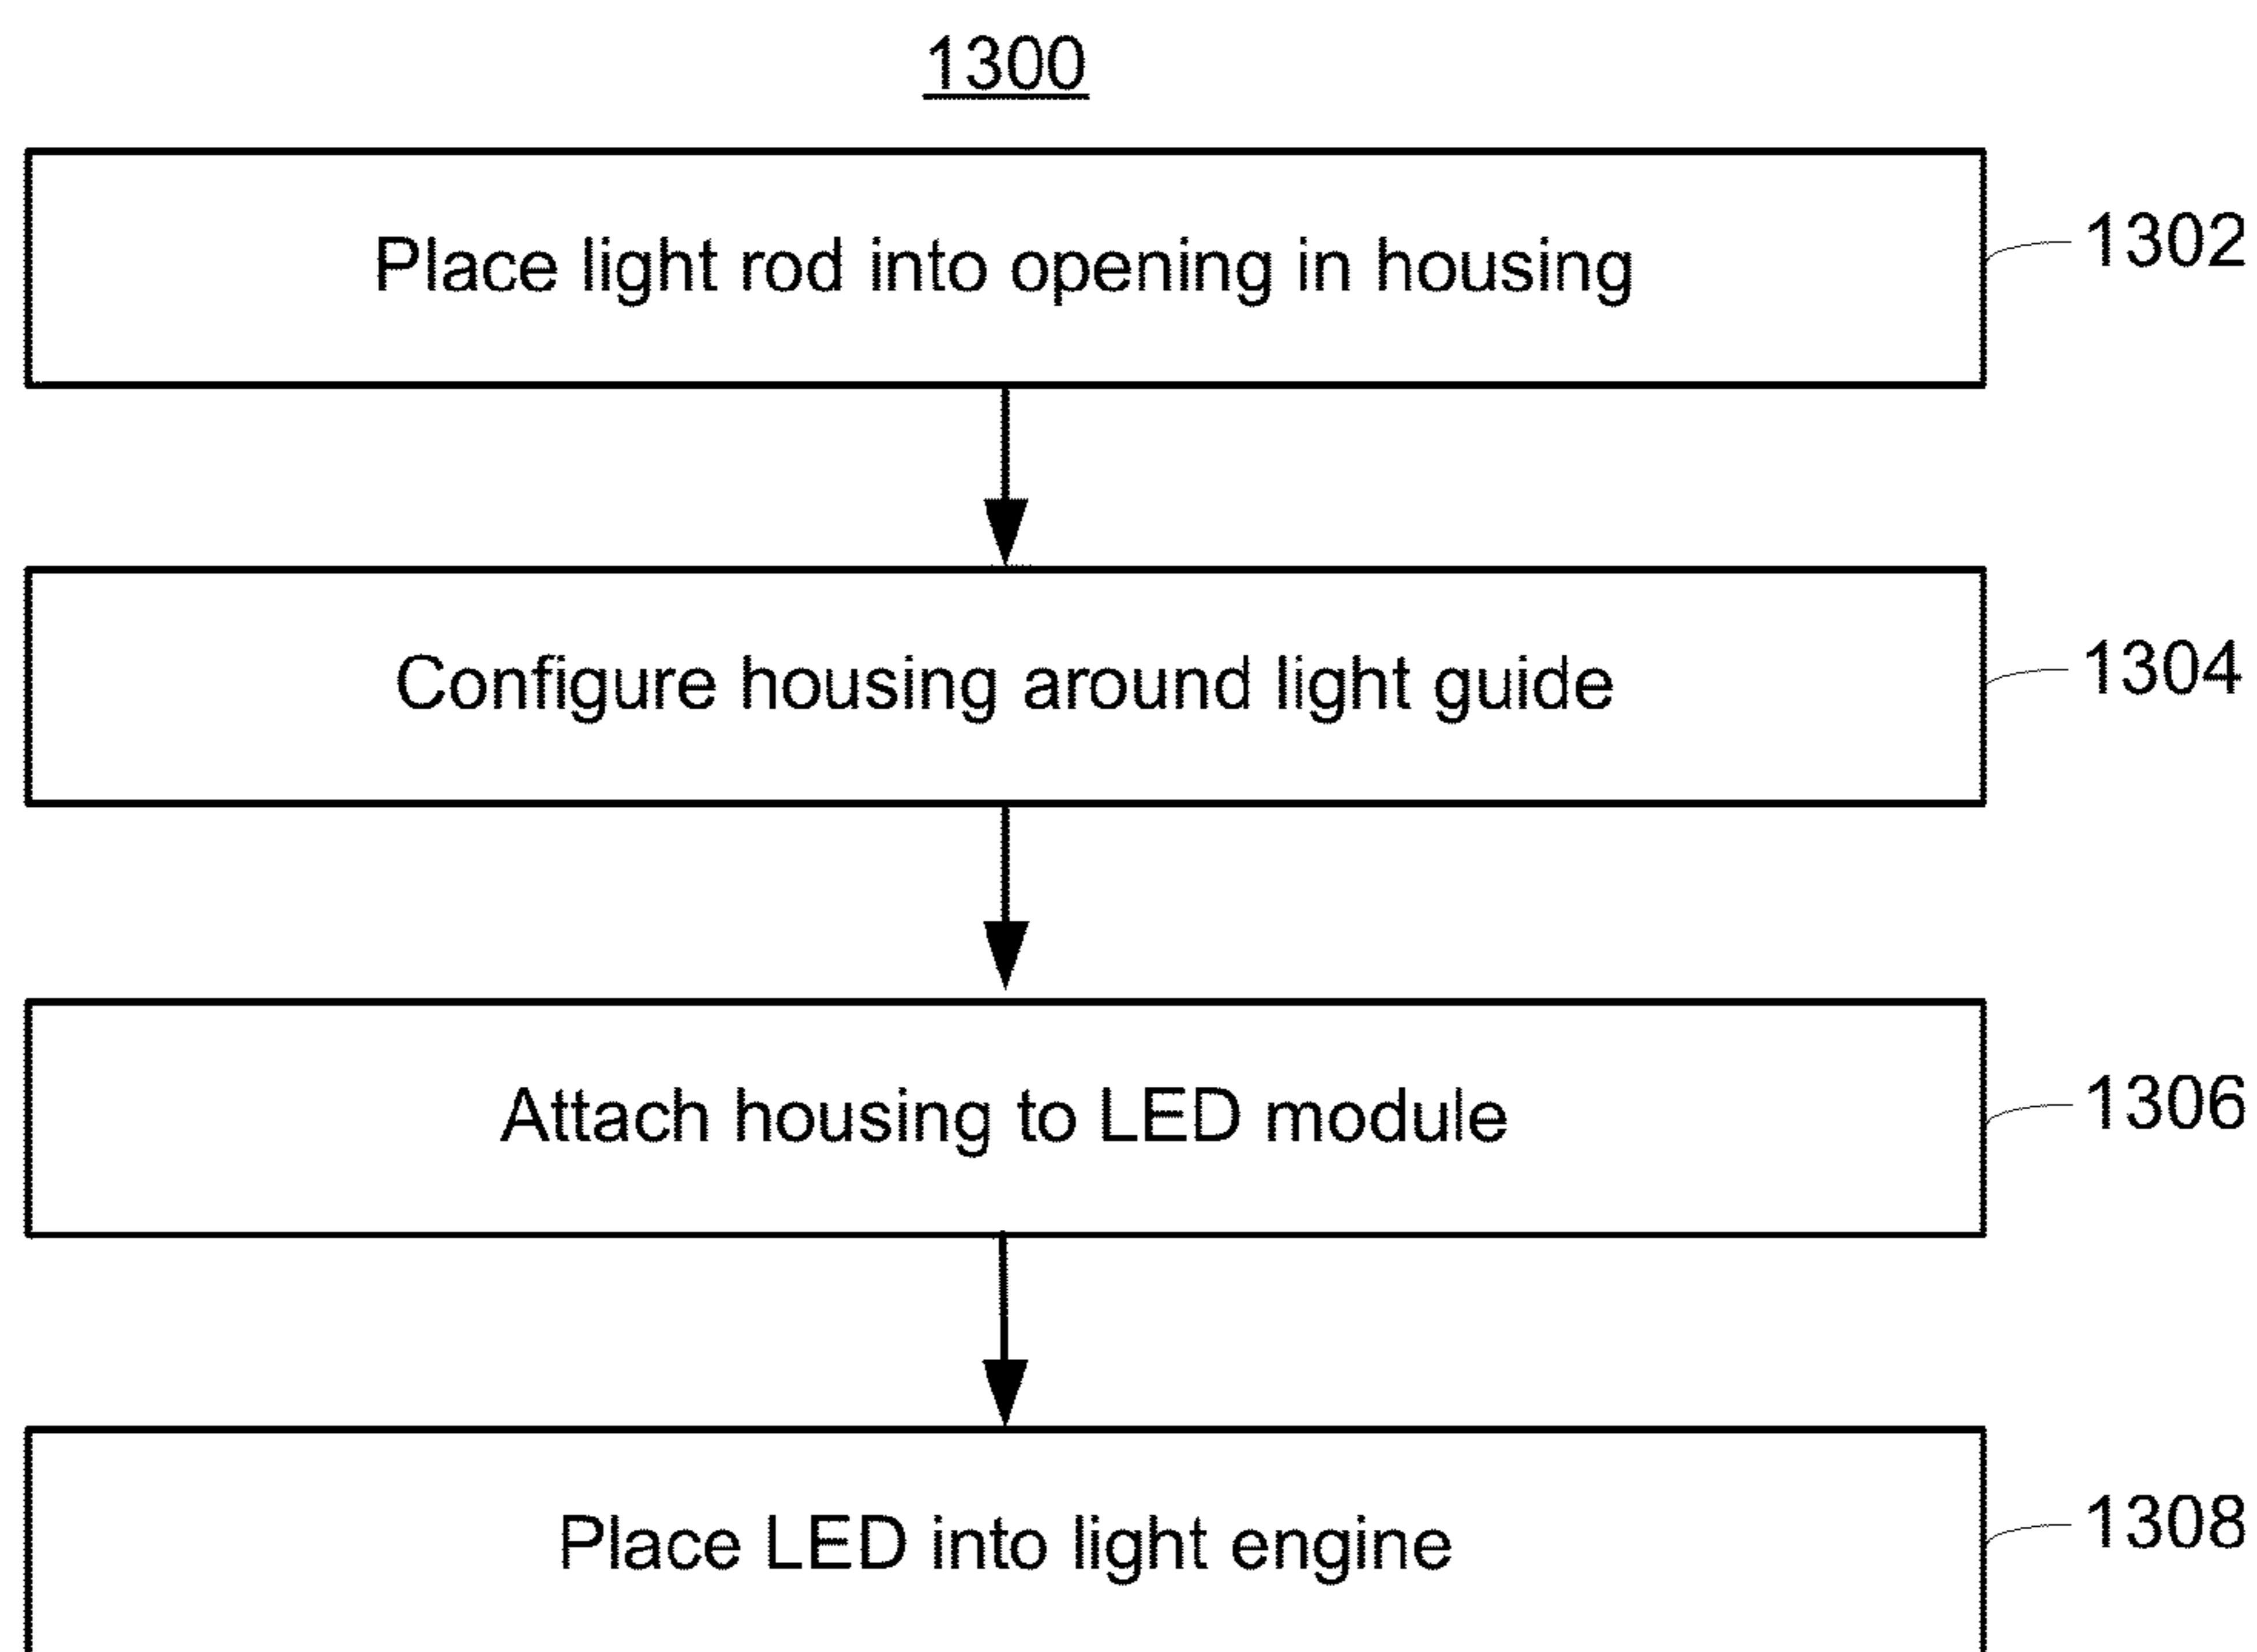 1300
Place light rod into opening in housing
1302
Configure housing around light guide
1304
Attach housing to LED module
1306
Place LED into light engine
1308